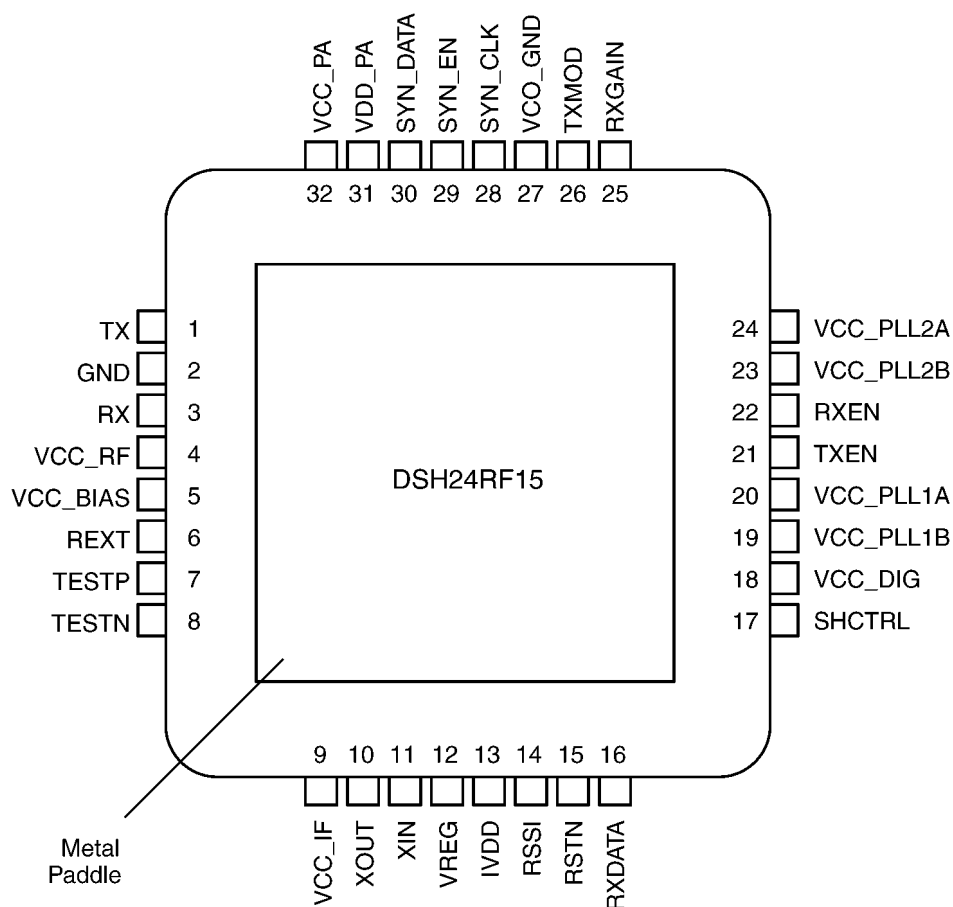 VCC_PA
VDD_PA
SYN_DATA
SYN_EN
SYN_CLK
VCO_GND
TXMOD
RXGAIN
32 31 30 29 28 27 26 25
TX 1
GND 2
RX 3
VCC_RF 4
VCC_BIAS 5
REXT 6
TESTP 7
TESTN 8
DSH24RF15
24 VCC_PLL2A
23 VCC_PLL2B
22 RXEN
21 TXEN
20 VCC_PLL1A
19 VCC_PLL1B
18 VCC_DIG
17 SHCTRL
9 10 11 12 13 14 15 16
VCC_IF
XOUT
XIN
VREG
IVDD
RSSI
RSTN
RXDATA
Metal
Paddle